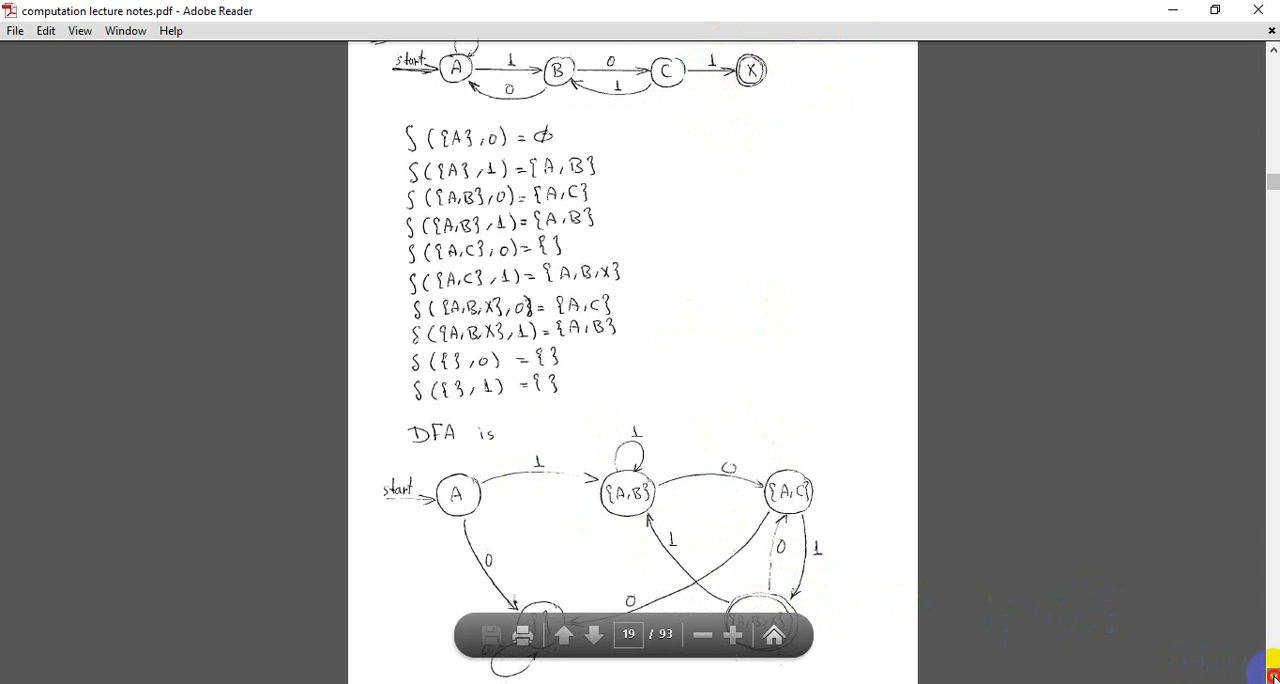 computation lecture notes.pdf - Adobe Reader
File Edit View Window Help
start A 1 B 0 C 1 X
0 1
δ({A},0) = ϕ
δ({A},1) = {A,B}
δ({A,B},0) = {A,C}
δ({A,B},1) = {A,B}
δ({A,C},0) = {}
δ({A,C},1) = {A,B,X}
δ({A,B,X},0} = {A,C}
δ({A,B,X},1) = {A,B}
δ({},0) = {}
δ({},1) = {}
DFA is
1
1 0
start A {A,B} {A,C}
0 1 0 1
0
19 / 93